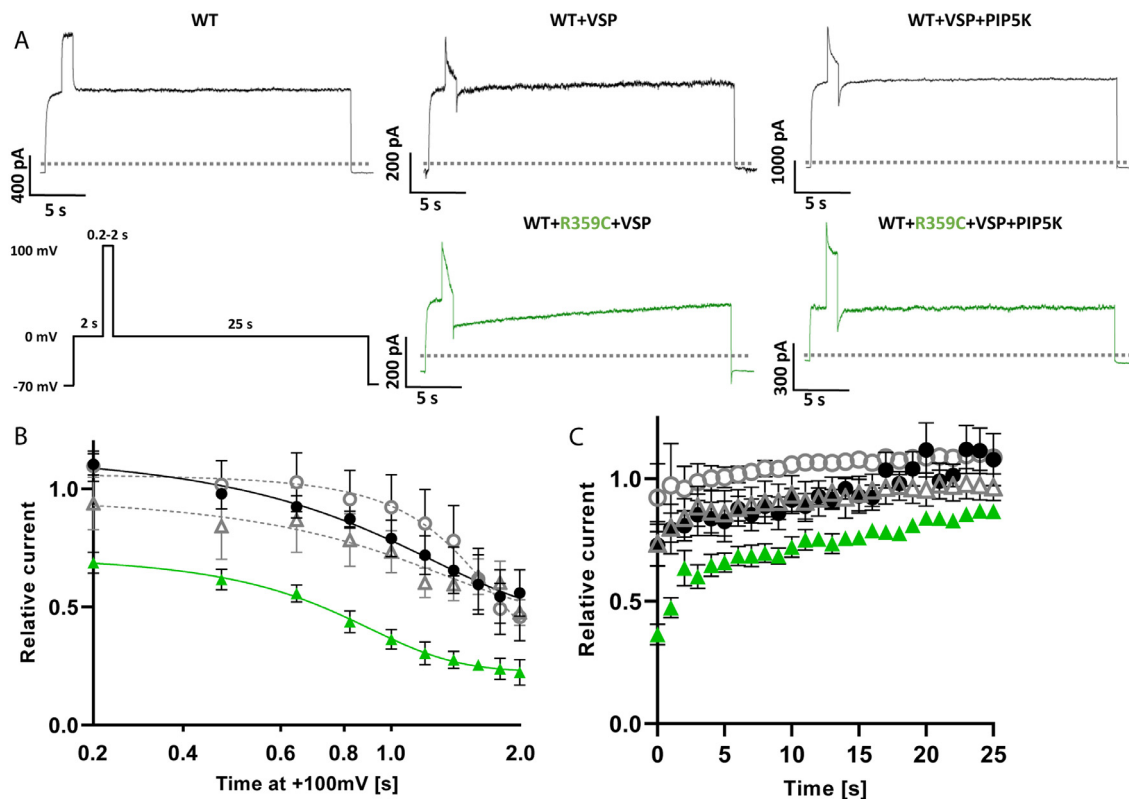 A
WT
WT+VSP
WT+VSP+PIP5K
400 pA
5 s
200 pA
5 s
1000 pA
5 s
100 mV
0.2-2 s
2 s
25 s
0 mV
-70 mV
WT+R359C+VSP
200 pA
5 s
WT+R359C+VSP+PIP5K
300 pA
5 s
B
Relative current
1.0
0.5
0.0
0.2 0.4 0.6 0.8 1.0 2.0
Time at +100mV [s]
C
Relative current
1.0
0.5
0.0
0 5 10 15 20 25
Time [s]